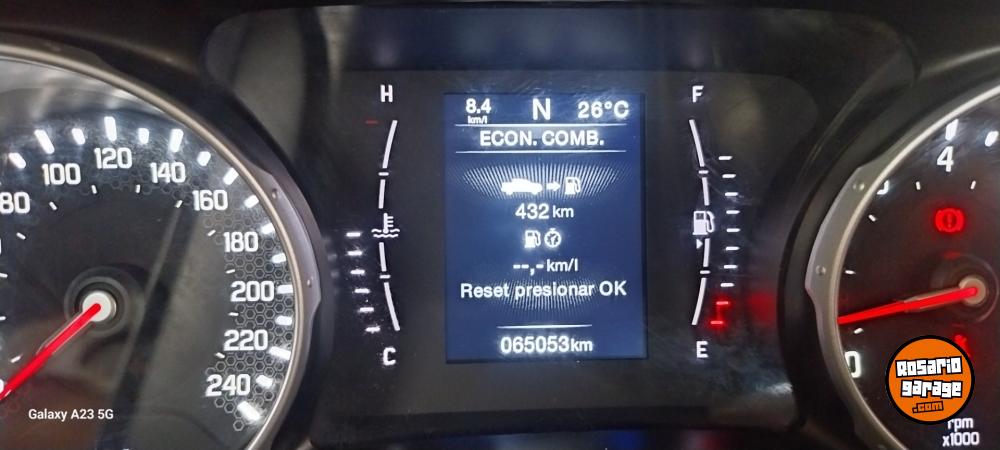 80
100
120
140
160
180
200
220
240
H
C
8.4
km/l
N
26°C
ECON. COMB.
432 km
--,- km/l
Reset presionar OK
065053km
F
E
4
0
rpm
x1000
Galaxy A23 5G
Rosario
garage
.com